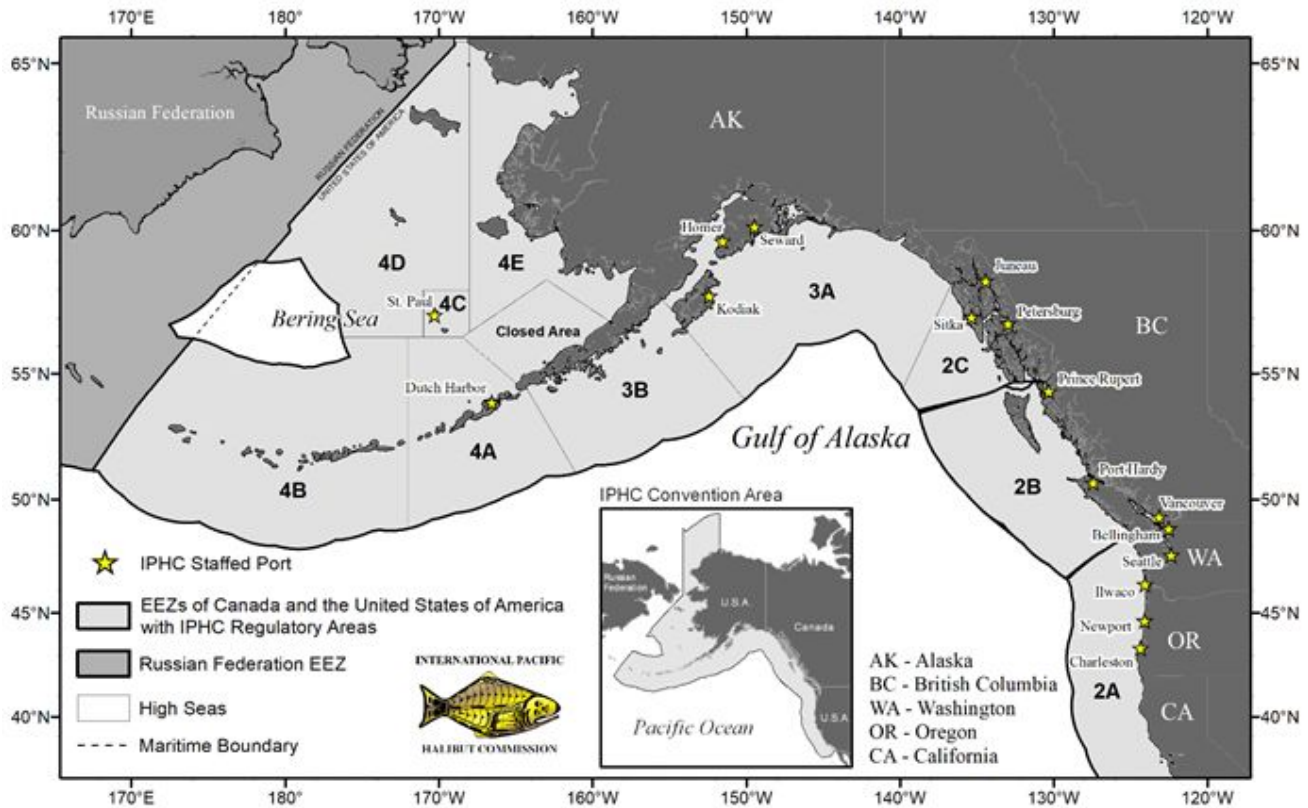 170°E
180°
170°W
160°W
150°W
140°W
130°W
120°W
65°N
65°N
Russian Federation
RUSSIAN FEDERATION
UNITED STATES OF AMERICA
AK
60°N
60°N
Homer
Seward
4D
4E
3A
Juneau
St. Paul
4C
Bering Sea
Kodiak
Closed Area
Sitka
Petersburg
BC
55°N
55°N
2C
Dutch Harbor
3B
Prince Rupert
4A
Gulf of Alaska
4B
50°N
50°N
Port Hardy
2B
Vancouver
Bellingham
WA
Seattle
IPHC Convention Area
Russian
Federation
U.S.A.
Canada
U.S.A
Pacific Ocean
IPHC Staffed Port
EEZs of Canada and the United States of America
with IPHC Regulatory Areas
Russian Federation EEZ
High Seas
Maritime Boundary
45°N
45°N
40°N
40°N
INTERNATIONAL PACIFIC
HALIBUT COMMISSION
Ilwaco
Newport
OR
Charleston
2A
CA
AK - Alaska
BC - British Columbia
WA - Washington
OR - Oregon
CA - California
170°E
180°
170°W
160°W
150°W
140°W
130°W
120°W